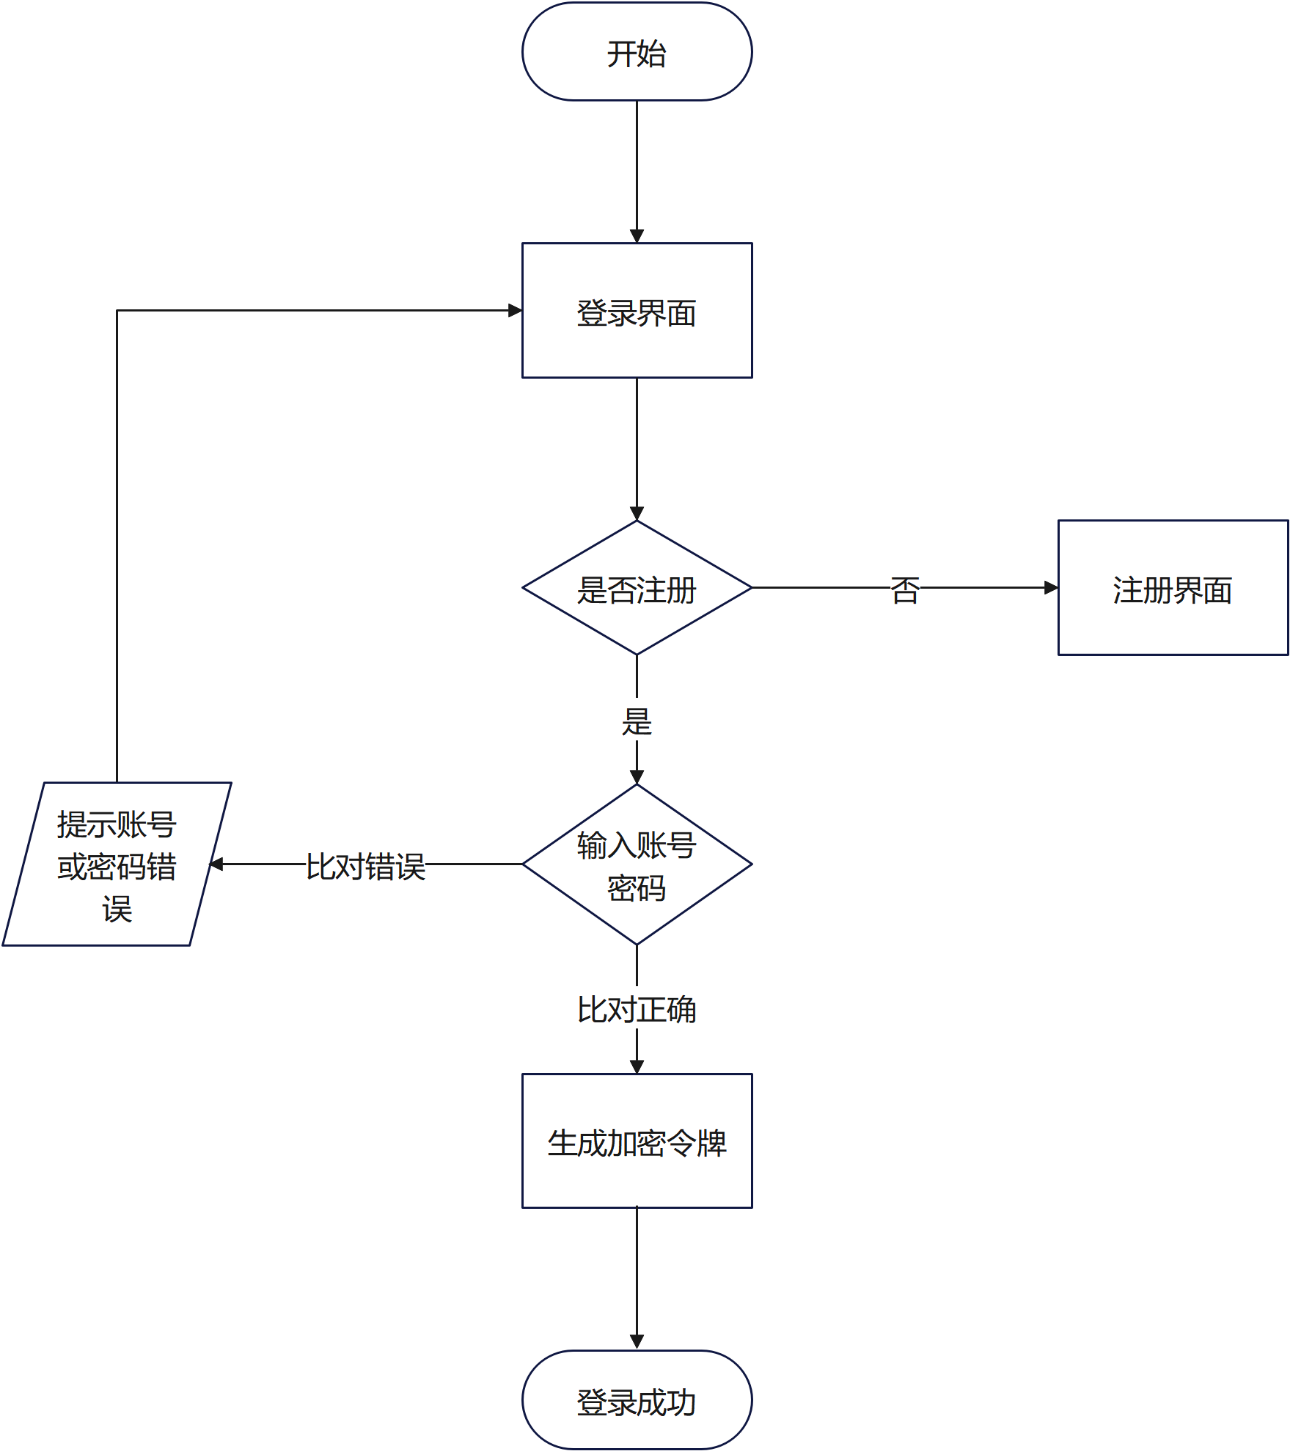 开始
登录界面
是否注册
否
注册界面
是
提示账号
或密码错
误
比对错误
输入账号
密码
比对正确
生成加密令牌
登录成功